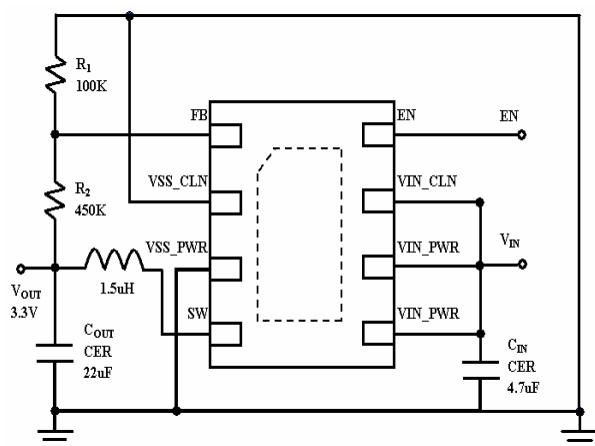 R1
100K
FB
EN
EN
R2
450K
VSS_CLN
VIN_CLN
VSS_PWR
VIN_PWR
VIN
VOUT
3.3V
1.5uH
SW
VIN_PWR
COUT
CER
22uF
CIN
CER
4.7uF